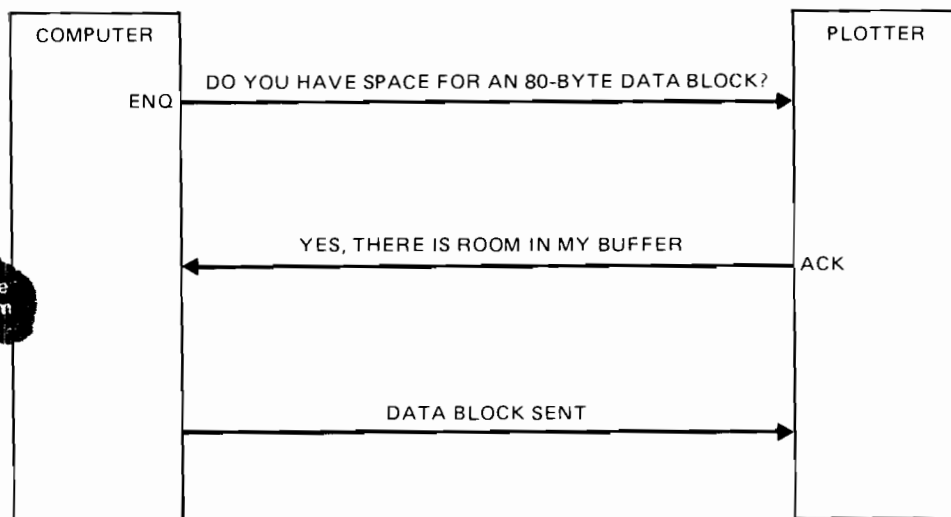 COMPUTER
PLOTTER
DO YOU HAVE SPACE FOR AN 80-BYTE DATA BLOCK?
ENQ
YES, THERE IS ROOM IN MY BUFFER
ACK
DATA BLOCK SENT